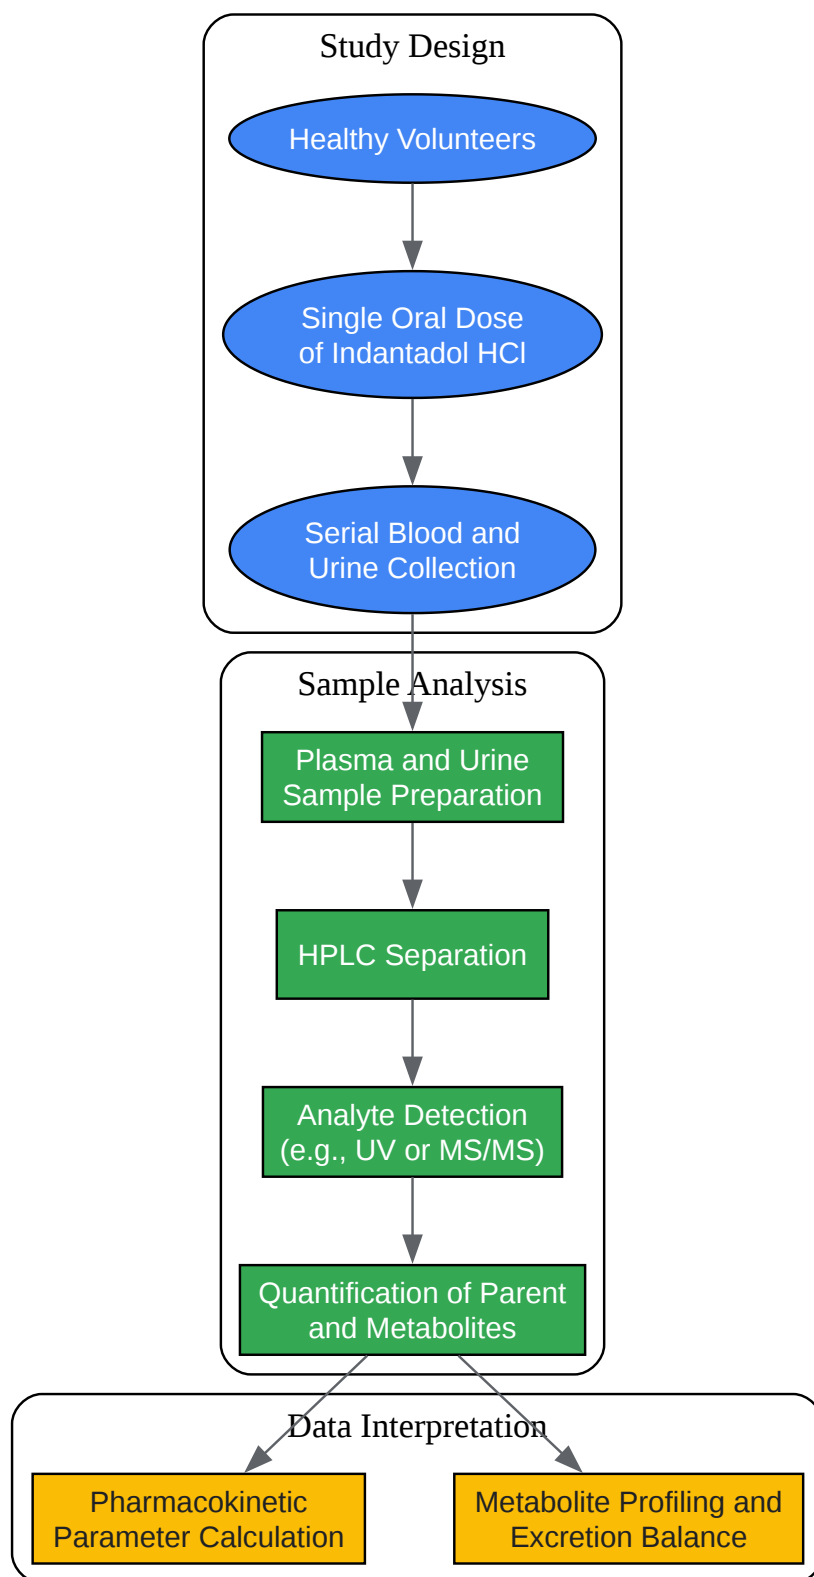 Study Design
Healthy Volunteers
Single Oral Dose
of Indantadol HCl
Serial Blood and
Urine Collection
Sample Analysis
Plasma and Urine
Sample Preparation
HPLC Separation
Analyte Detection
(e.g., UV or MS/MS)
Quantification of Parent
and Metabolites
Data Interpretation
Pharmacokinetic
Parameter Calculation
Metabolite Profiling and
Excretion Balance